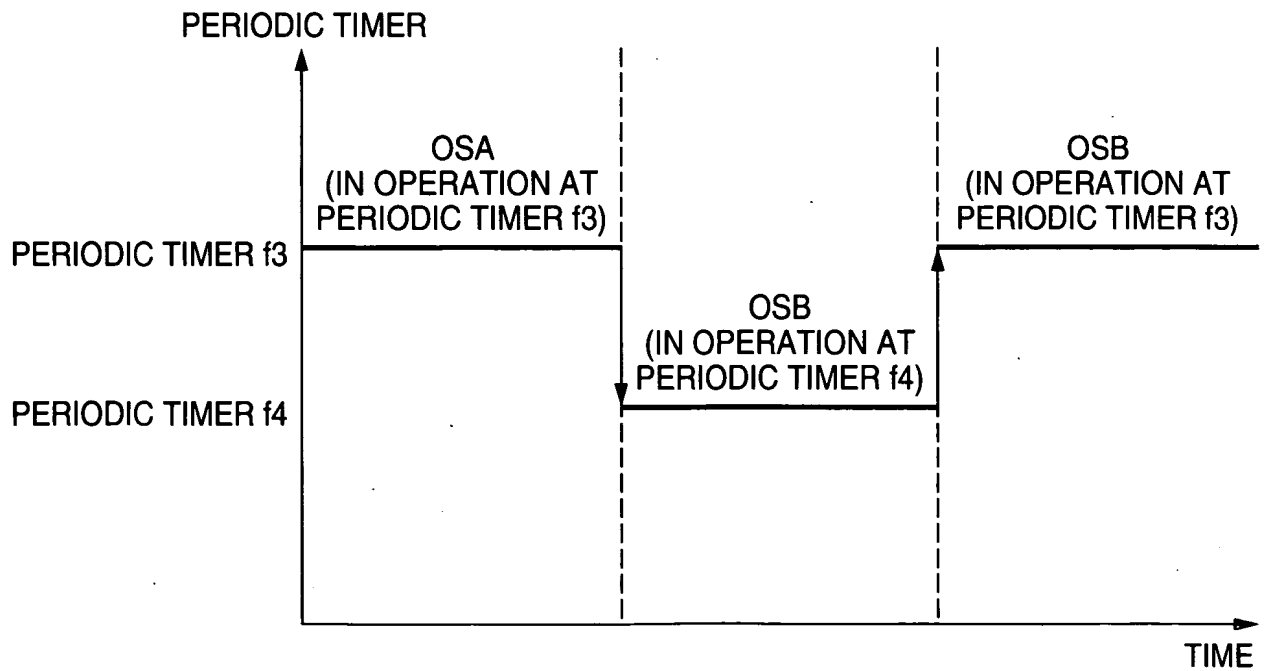 PERIODIC TIMER
OSA
(IN OPERATION AT
PERIODIC TIMER f3)
OSB
(IN OPERATION AT
PERIODIC TIMER f3)
PERIODIC TIMER f3
OSB
(IN OPERATION AT
PERIODIC TIMER f4)
PERIODIC TIMER f4
TIME